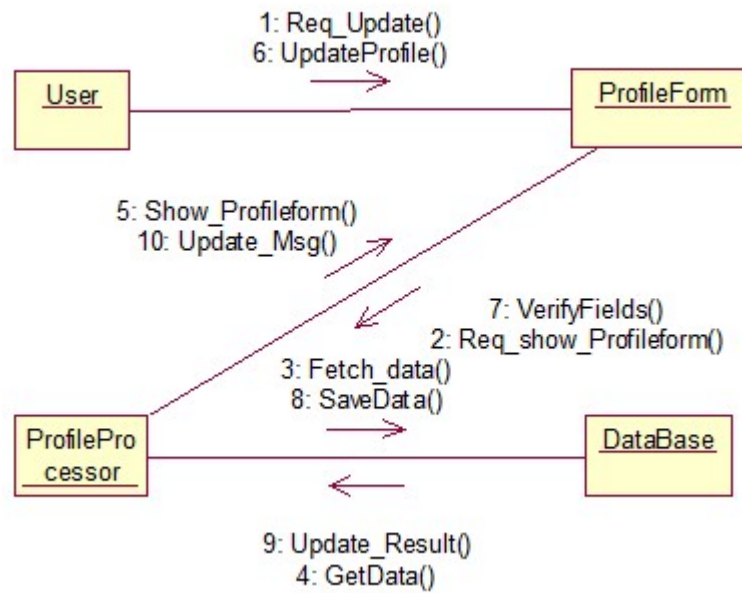 1: Req_Update()
6: UpdateProfile()
User
ProfileForm
5: Show_Profileform()
10: Update_Msg()
7: VerifyFields()
2: Req_show_Profileform()
3: Fetch_data()
8: SaveData()
ProfilePro
cessor
DataBase
9: Update_Result()
4: GetData()